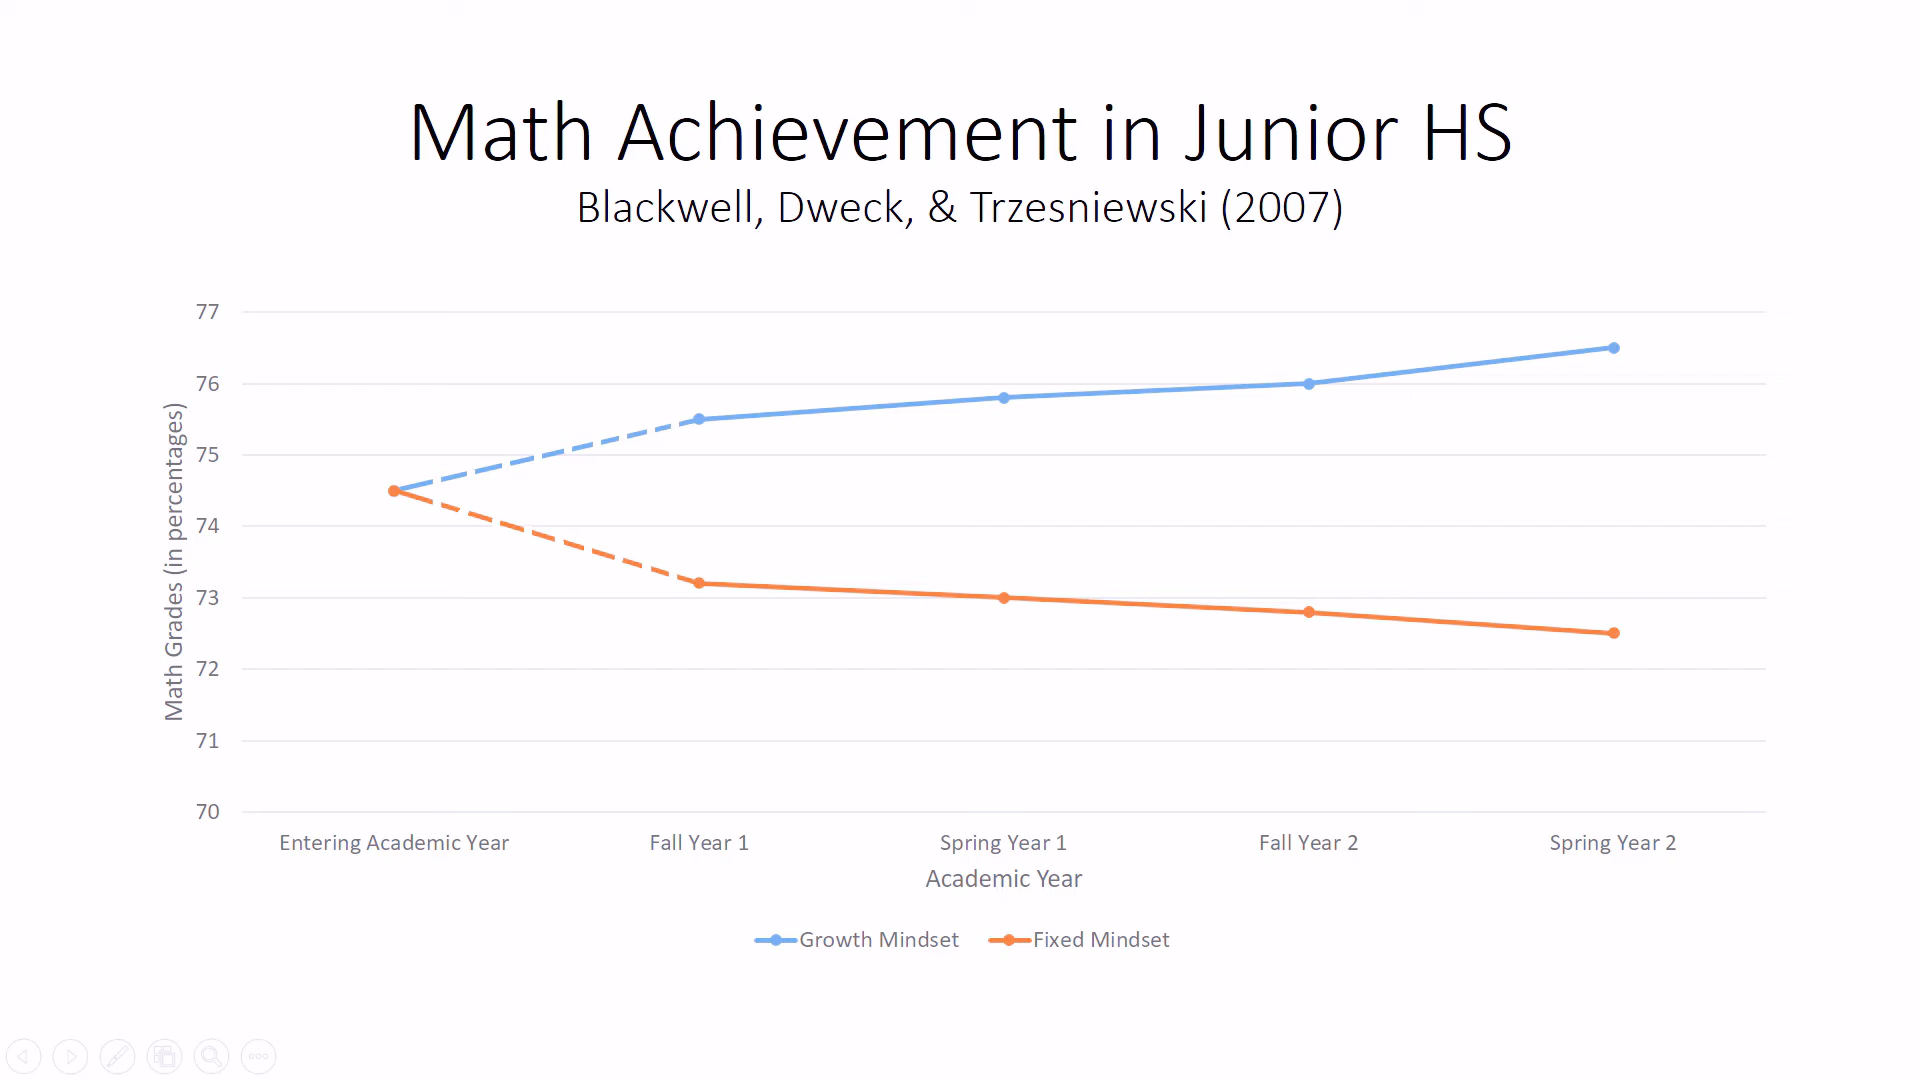 Math Achievement in Junior HS
Blackwell, Dweck, & Trzesniewski (2007)
Math Grades (in percentages)
77
76
75
74
73
72
71
70
Entering Academic Year Fall Year 1 Spring Year 1 Fall Year 2 Spring Year 2
Academic Year
Growth Mindset Fixed Mindset